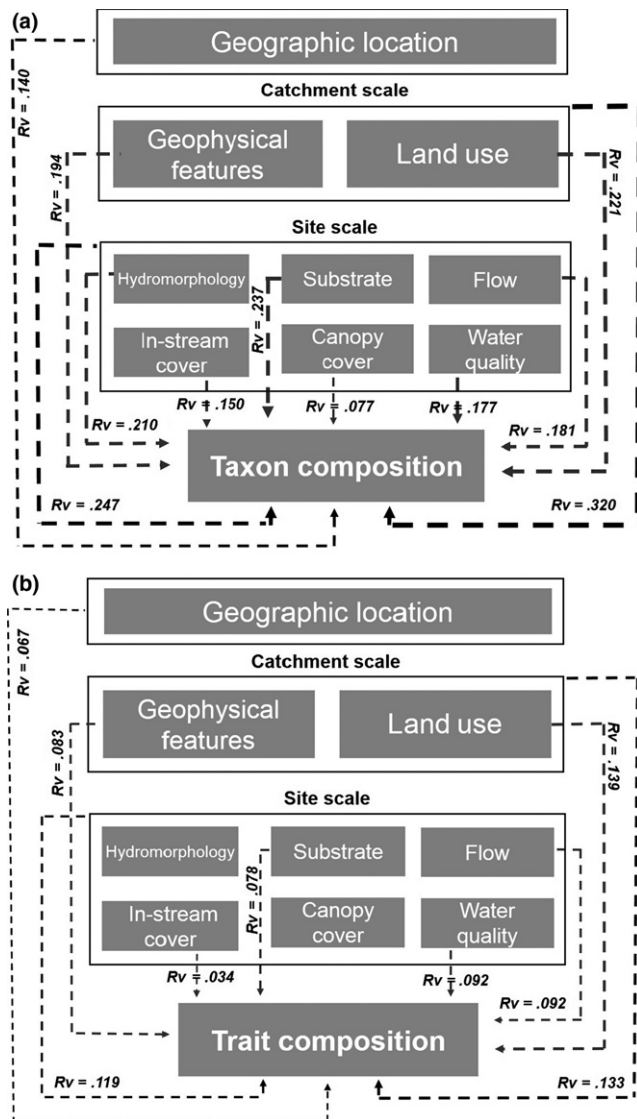 (a)
Geographic location
Rv = .140
Catchment scale
Geophysical
features
Land use
Rv = .194
Rv = .221
Site scale
Hydromorphology
Substrate
Flow
Rv = .237
In-stream
cover
Canopy
cover
Water
quality
Rv = .150
Rv = .077
Rv = .177
Rv = .210
Rv = .181
Taxon composition
Rv = .247
Rv = .320
(b)
Geographic location
Rv = .067
Catchment scale
Geophysical
features
Land use
Rv = .083
Rv = .139
Site scale
Hydromorphology
Substrate
Flow
Rv = .078
In-stream
cover
Canopy
cover
Water
quality
Rv = .034
Rv = .092
Rv = .092
Trait composition
Rv = .119
Rv = .133